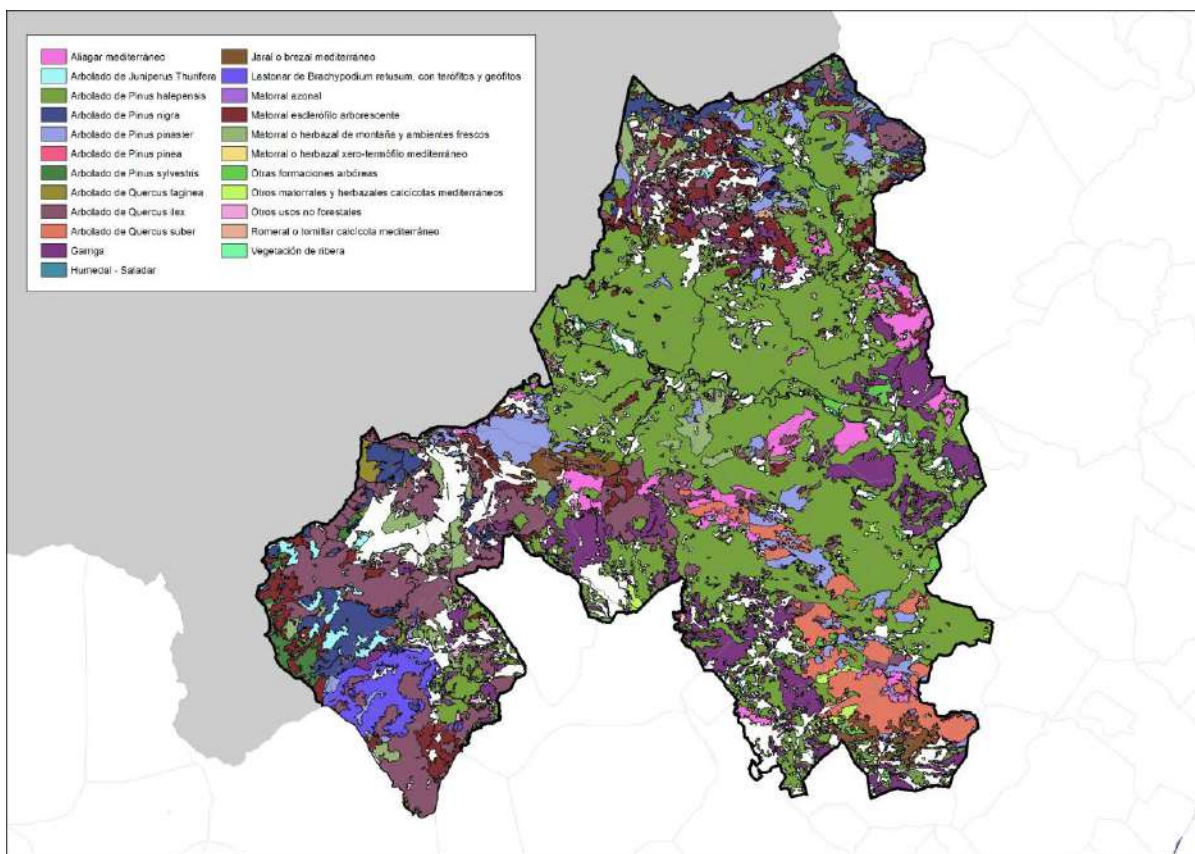 Aliagar mediterráneo
Arbolado de Juniperus Thurifera
Arbolado de Pinus halepensis
Arbolado de Pinus nigra
Arbolado de Pinus pinaster
Arbolado de Pinus pinea
Arbolado de Pinus sylvestris
Arbolado de Quercus faginea
Arbolado de Quercus ilex
Arbolado de Quercus suber
Garriga
Humedal - Saladar
Jaral o brezal mediterráneo
Lastonar de Brachypodium retusum, con terófitos y geófitos
Matorral azonal
Matorral esclerófilo arborescente
Matorral o herbazal de montaña y ambientes frescos
Matorral o herbazal xero-termófilo mediterráneo
Otras formaciones arbóreas
Otros matorrales y herbazales calcícolas mediterráneos
Otros usos no forestales
Romeral o tomillar calcícola mediterráneo
Vegetación de ribera